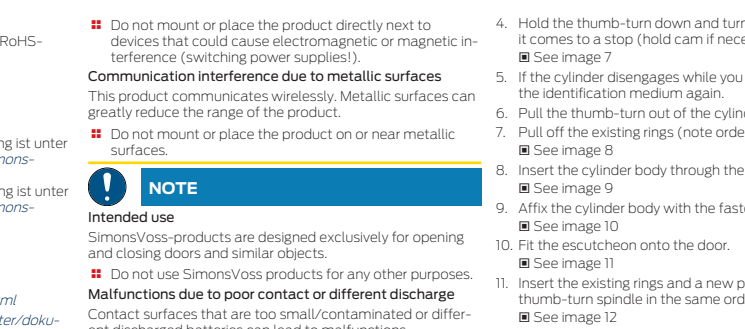 RoHS-
ng ist unter
mons-
ng ist unter
mons-
ml
ter/doku-
Do not mount or place the product directly next to
devices that could cause electromagnetic or magnetic in-
terference (switching power supplies!).
Communication interference due to metallic surfaces
This product communicates wirelessly. Metallic surfaces can
greatly reduce the range of the product.
Do not mount or place the product on or near metallic
surfaces.
NOTE
Intended use
SimonsVoss-products are designed exclusively for opening
and closing doors and similar objects.
Do not use SimonsVoss products for any other purposes.
Malfunctions due to poor contact or different discharge
Contact surfaces that are too small/contaminated or differ-
ent discharged batteries can lead to malfunctions.
4. Hold the thumb-turn down and turn
it comes to a stop (hold cam if nece
See image 7
5. If the cylinder disengages while you
the identification medium again.
6. Pull the thumb-turn out of the cylin
7. Pull off the existing rings (note orde
See image 8
8. Insert the cylinder body through the
See image 9
9. Affix the cylinder body with the faste
See image 10
10. Fit the escutcheon onto the door.
See image 11
11. Insert the existing rings and a new p
thumb-turn spindle in the same ord
See image 12